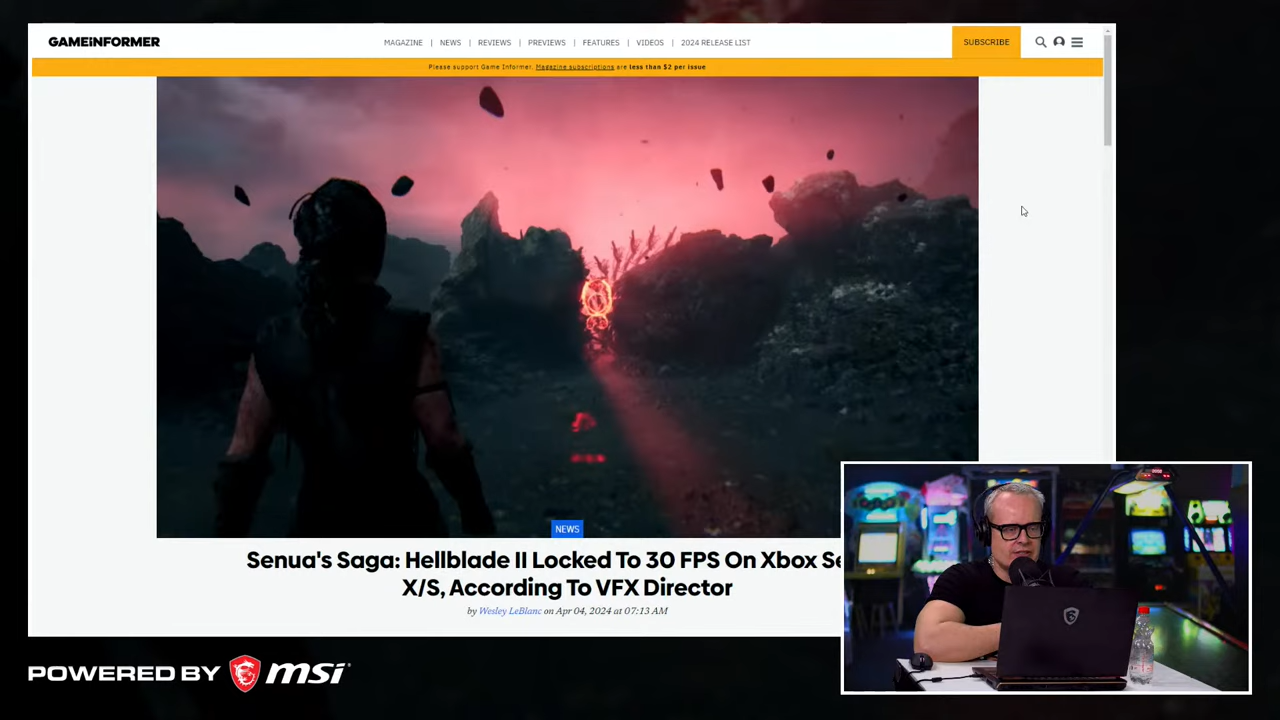 GAMEiNFORMER
MAGAZINE | NEWS | REVIEWS | PREVIEWS | FEATURES | VIDEOS | 2024 RELEASE LIST
SUBSCRIBE
Please support Game Informer. Magazine subscriptions are less than $2 per issue
NEWS
Senua's Saga: Hellblade II Locked To 30 FPS On Xbox Se
X/S, According To VFX Director
by Wesley LeBlanc on Apr 04, 2024 at 07:13 AM
POWERED BY msi